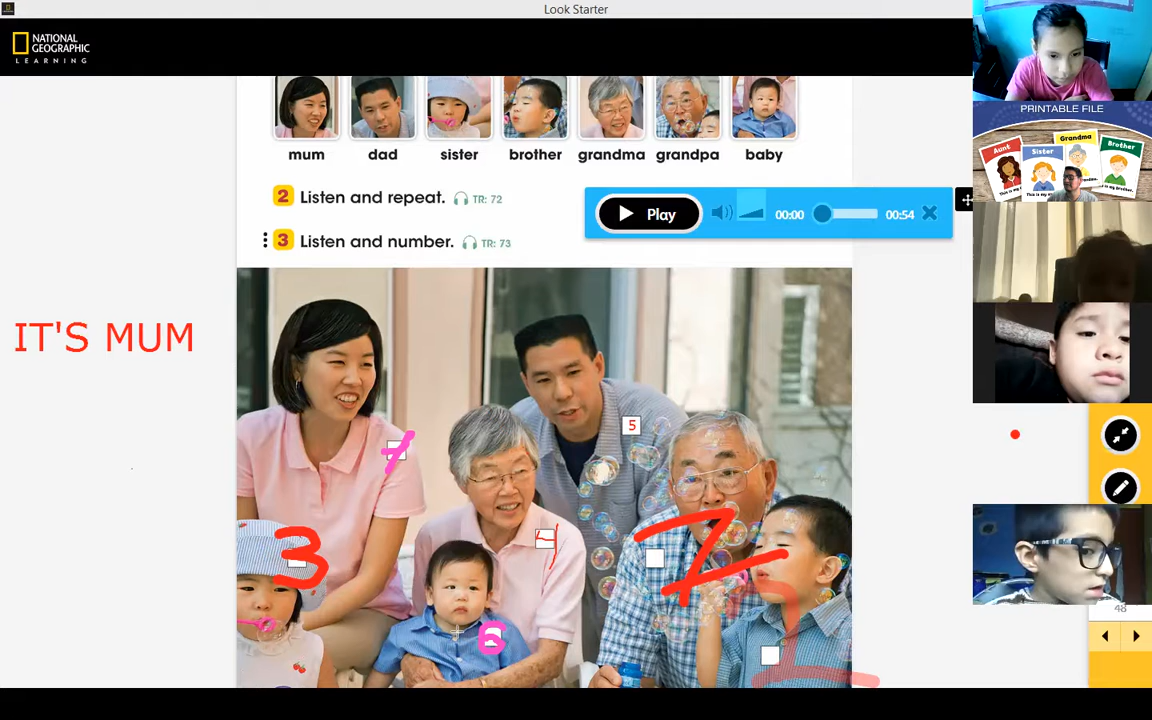 Look Starter
NATIONAL
GEOGRAPHIC
LEARNING
PRINTABLE FILE
Aunt
Sister
Grandma
Brother
mum dad sister brother grandma grandpa baby
2 Listen and repeat. TR: 72
3 Listen and number. TR: 73
Play 00:00 00:54
IT'S MUM
5
3
4
7
6
48